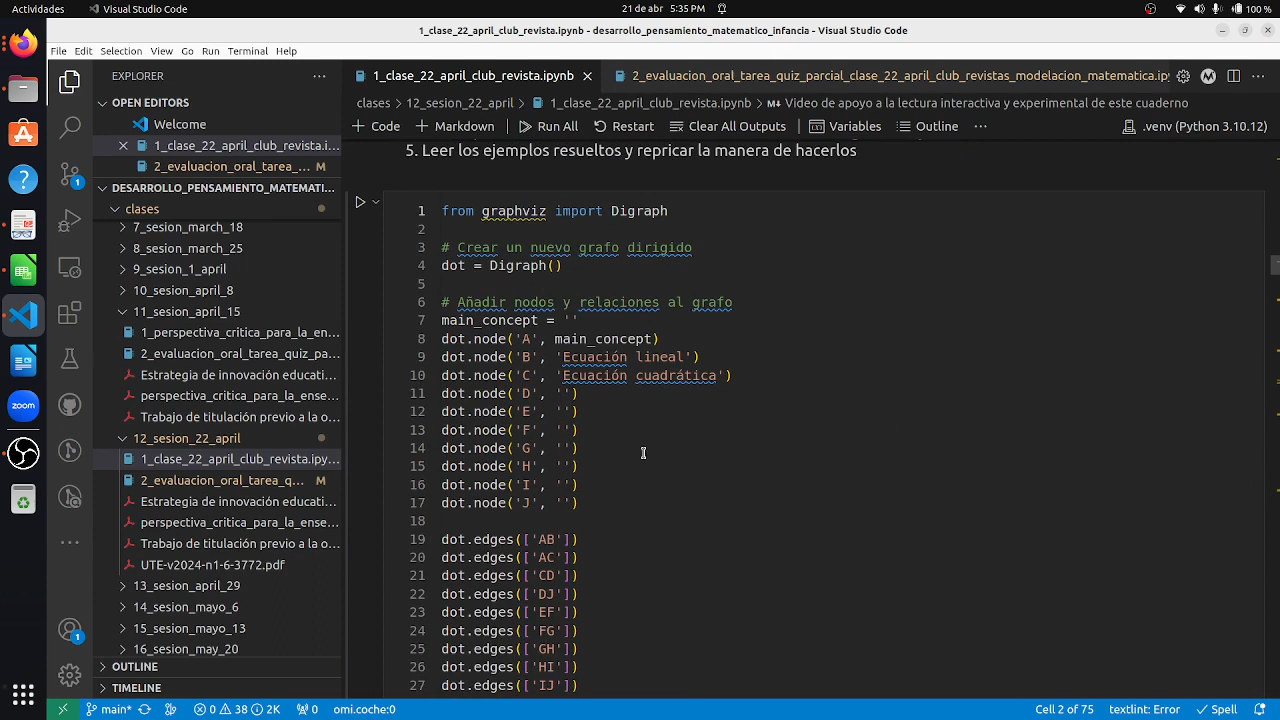 Actividades
Visual Studio Code
21 de abr 5:35 PM
100 %
1_clase_22_april_club_revista.ipynb - desarrollo_pensamiento_matematico_infancia - Visual Studio Code
File Edit Selection View Go Run Terminal Help
EXPLORER
OPEN EDITORS
Welcome
1_clase_22_april_club_revista.i...
2_evaluacion_oral_tarea_... M
DESARROLLO_PENSAMIENTO_MATEMATI...
clases
7_sesion_march_18
8_sesion_march_25
9_sesion_1_april
10_sesion_april_8
11_sesion_april_15
1_perspectiva_critica_para_la_en...
2_evaluacion_oral_tarea_quiz_pa...
Estrategia de innovación educati...
perspectiva_critica_para_la_ense...
Trabajo de titulación previo a la o...
12_sesion_22_april
1_clase_22_april_club_revista.ipy...
2_evaluacion_oral_tarea_q... M
Estrategia de innovación educati...
perspectiva_critica_para_la_ense...
Trabajo de titulación previo a la o...
UTE-v2024-n1-6-3772.pdf
13_sesion_april_29
14_sesion_mayo_6
15_sesion_mayo_13
16_sesion_may_20
OUTLINE
TIMELINE
zoom
1
1
1_clase_22_april_club_revista.ipynb
2_evaluacion_oral_tarea_quiz_parcial_clase_22_april_club_revistas_modelacion_matematica.ipy
clases > 12_sesion_22_april > 1_clase_22_april_club_revista.ipynb > Video de apoyo a la lectura interactiva y experimental de este cuaderno
+ Code + Markdown Run All Restart Clear All Outputs Variables Outline ... .venv (Python 3.10.12)
5. Leer los ejemplos resueltos y repricar la manera de hacerlos
1 from graphviz import Digraph
2
3 # Crear un nuevo grafo dirigido
4 dot = Digraph()
5
6 # Añadir nodos y relaciones al grafo
7 main_concept = ''
8 dot.node('A', main_concept)
9 dot.node('B', 'Ecuación lineal')
10 dot.node('C', 'Ecuación cuadrática')
11 dot.node('D', '')
12 dot.node('E', '')
13 dot.node('F', '')
14 dot.node('G', '')
15 dot.node('H', '')
16 dot.node('I', '')
17 dot.node('J', '')
18
19 dot.edges(['AB'])
20 dot.edges(['AC'])
21 dot.edges(['CD'])
22 dot.edges(['DJ'])
23 dot.edges(['EF'])
24 dot.edges(['FG'])
25 dot.edges(['GH'])
26 dot.edges(['HI'])
27 dot.edges(['IJ'])
main* 0 38 2K 0 omi.coche:0 Cell 2 of 75 textlint: Error Spell